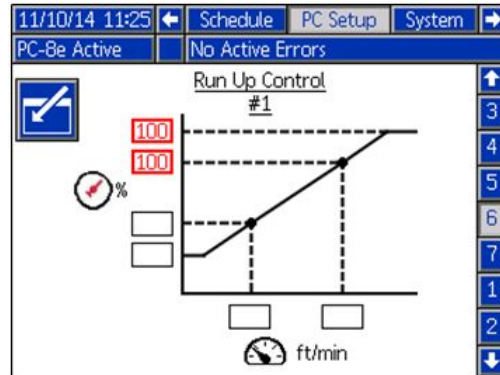 11/10/14 11:25 Schedule PC Setup System
PC-8e Active No Active Errors
Run Up Control
#1
100
100
%
ft/min
3
4
5
6
7
1
2